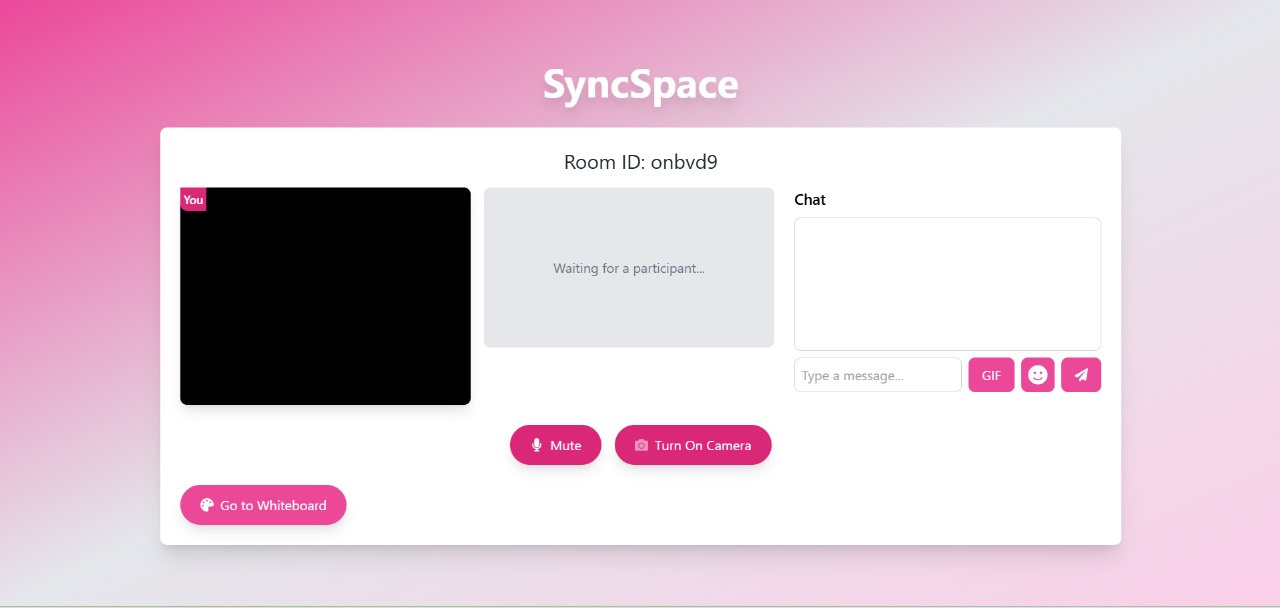 SyncSpace
Room ID: onbvd9
You
Waiting for a participant...
Chat
Type a message...
GIF
Mute
Turn On Camera
Go to Whiteboard